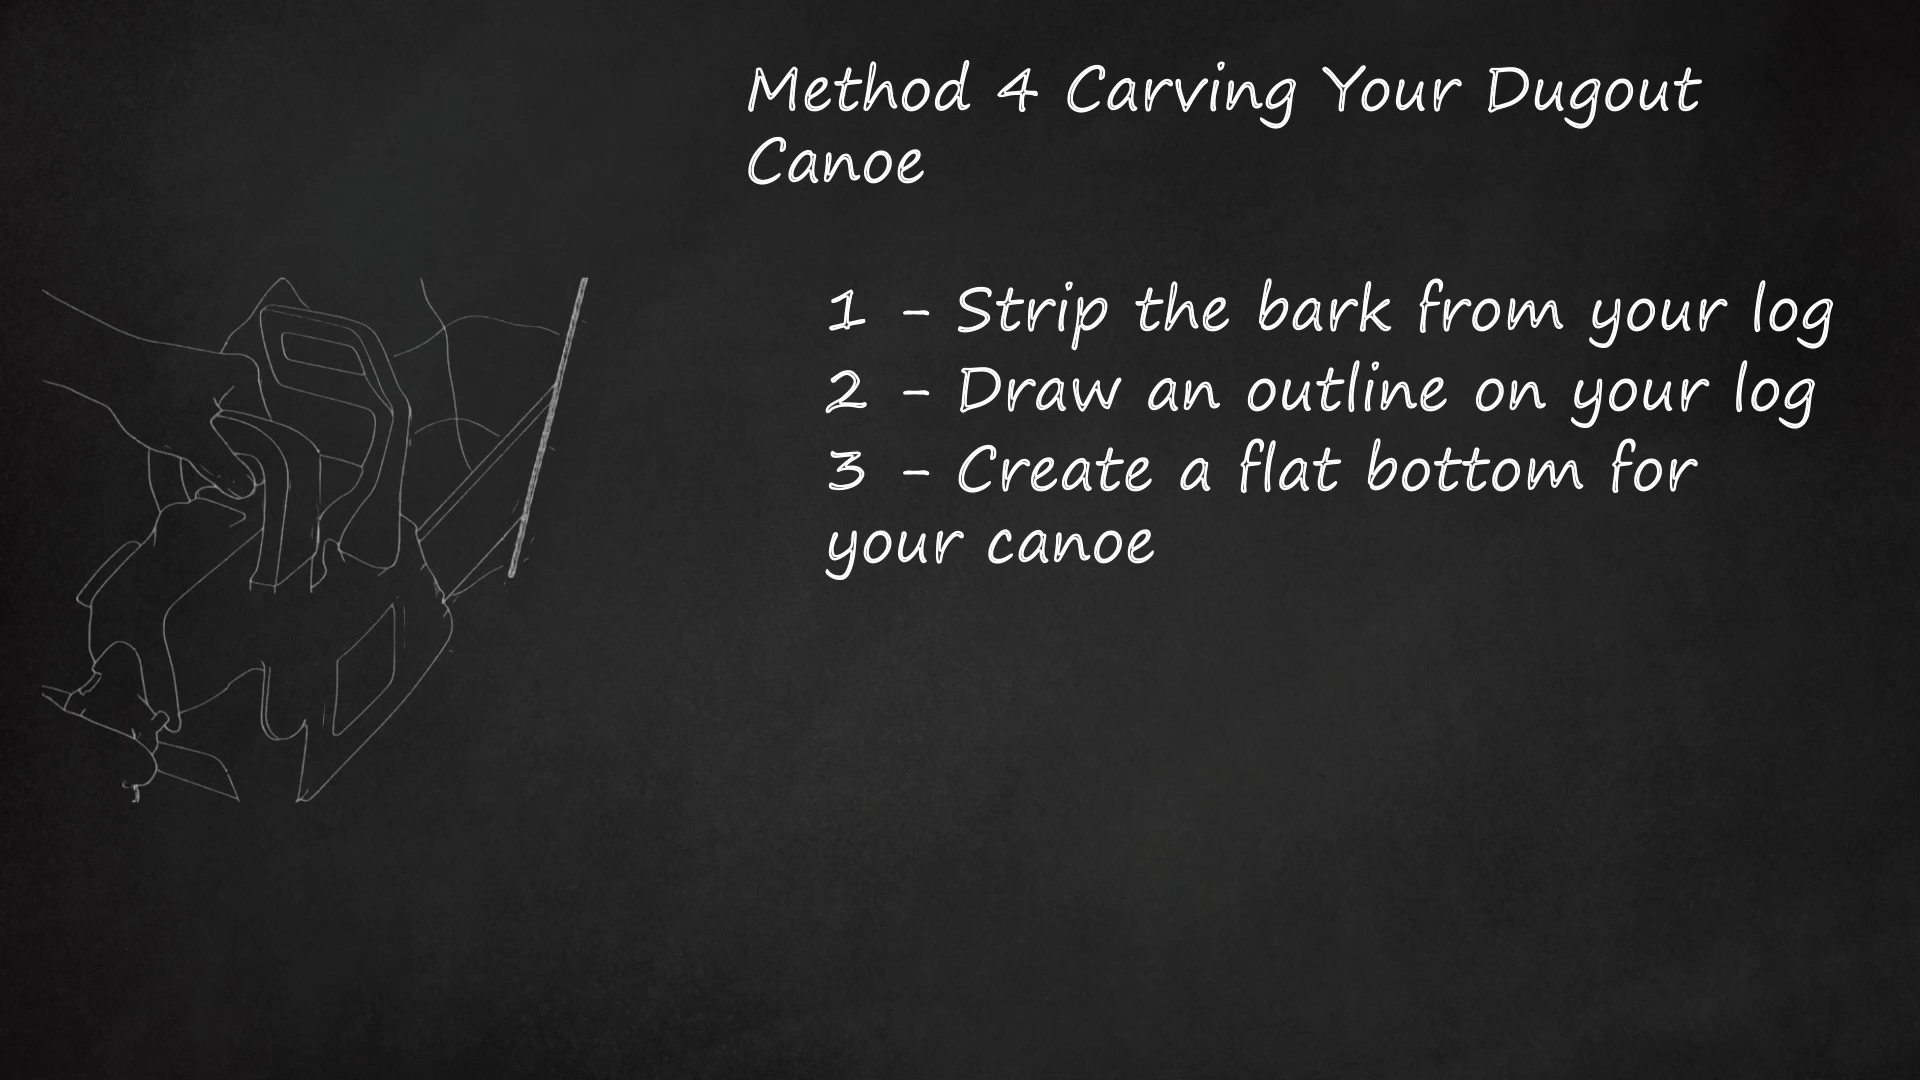 Method 4 Carving Your Dugout
Canoe
1 - Strip the bark from your log
2 - Draw an outline on your log
3 - Create a flat bottom for
your canoe